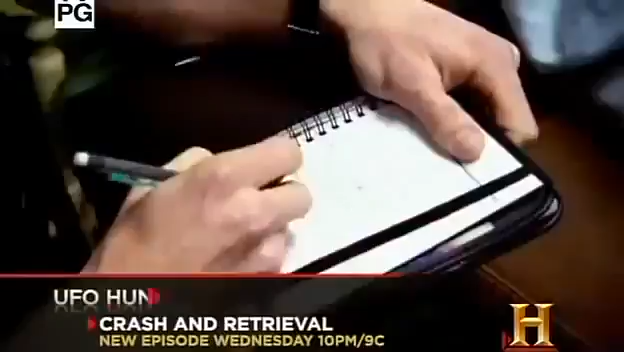 PG
UFO HUN
CRASH AND RETRIEVAL
NEW EPISODE WEDNESDAY 10PM/9C
H